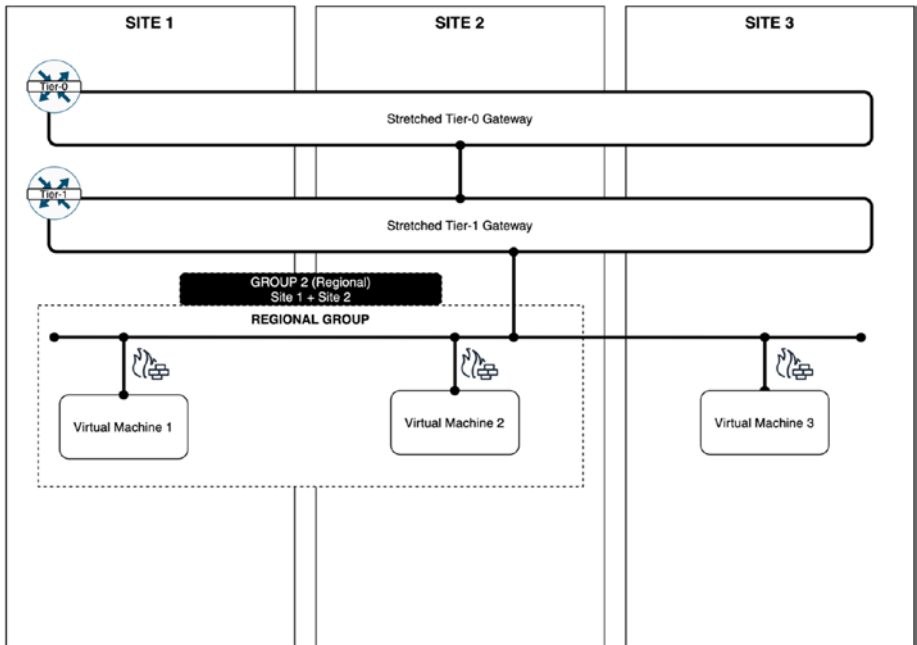 SITE 1
SITE 2
SITE 3
Tier-0
Stretched Tier-0 Gateway
Tier-1
Stretched Tier-1 Gateway
GROUP 2 (Regional)
Site 1 + Site 2
REGIONAL GROUP
Virtual Machine 1
Virtual Machine 2
Virtual Machine 3